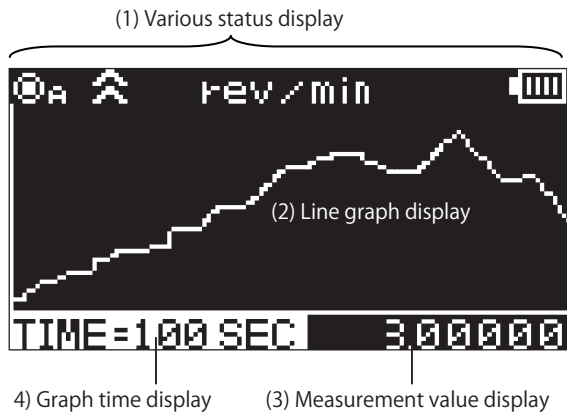 (1) Various status display
A rev/min
(2) Line graph display
TIME=100 SEC 3.00000
4) Graph time display (3) Measurement value display